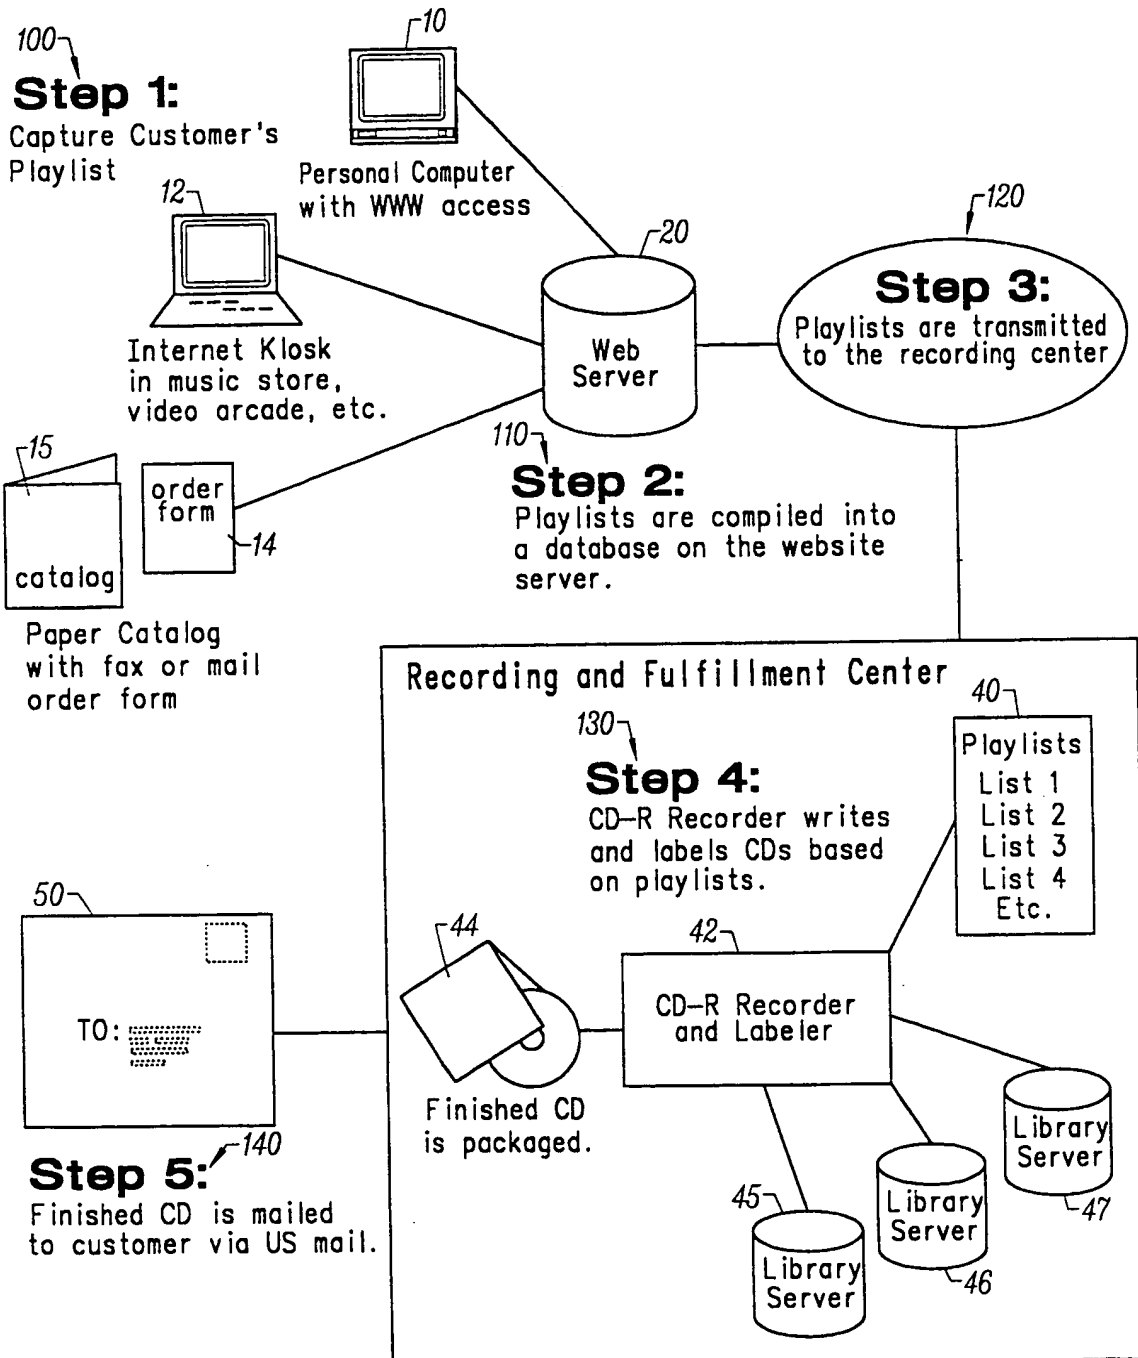 100
Step 1:
Capture Customer's
Playlist
10
Personal Computer
with WWW access
12
Internet Klosk
in music store,
video arcade, etc.
20
Web
Server
120
Step 3:
Playlists are transmitted
to the recording center
15
catalog
order
form
14
Paper Catalog
with fax or mail
order form
110
Step 2:
Playlists are compiled into
a database on the website
server.
Recording and Fulfillment Center
130
Step 4:
CD-R Recorder writes
and labels CDs based
on playlists.
40
Playlists
List 1
List 2
List 3
List 4
Etc.
50
TO:
140
Step 5:
Finished CD is mailed
to customer via US mail.
44
Finished CD
is packaged.
42
CD-R Recorder
and Labeler
45
Library
Server
Library
Server
46
Library
Server
47